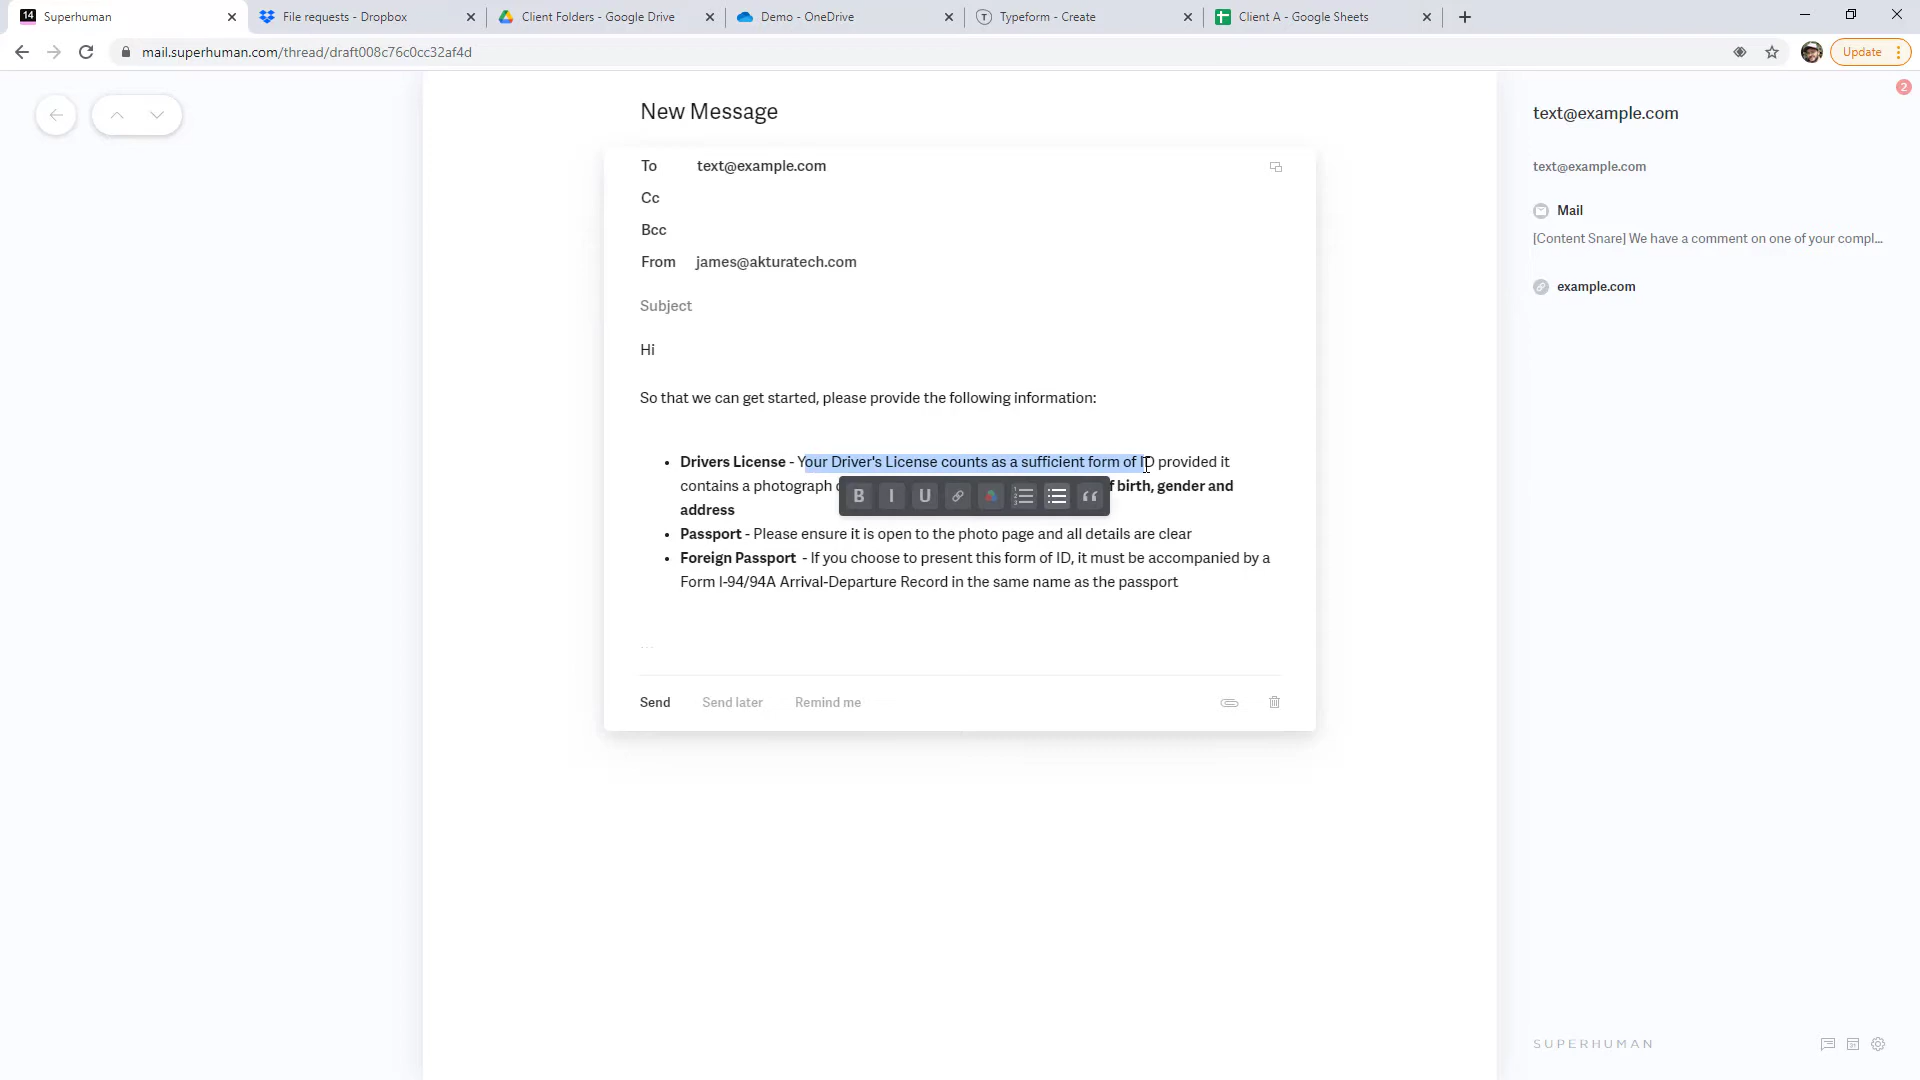 14 Superhuman
File requests - Dropbox
Client Folders - Google Drive
Demo - OneDrive
Typeform - Create
Client A - Google Sheets
mail.superhuman.com/thread/draft008c76c0cc32af4d
Update
2
New Message
text@example.com
To text@example.com
text@example.com
Cc
Mail
Bcc
[Content Snare] We have a comment on one of your compl...
From james@akturatech.com
example.com
Subject
Hi
So that we can get started, please provide the following information:
• Drivers License - Your Driver's License counts as a sufficient form of ID provided it
contains a photograph f birth, gender and
B I U
address
• Passport - Please ensure it is open to the photo page and all details are clear
• Foreign Passport - If you choose to present this form of ID, it must be accompanied by a
Form I-94/94A Arrival-Departure Record in the same name as the passport
...
Send Send later Remind me
SUPERHUMAN